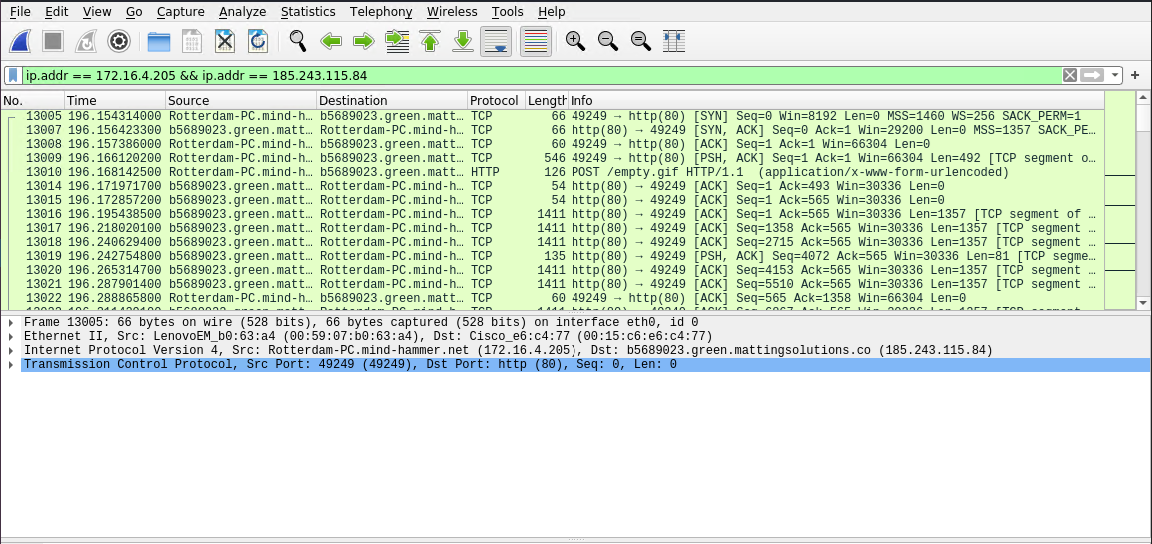 File Edit View Go Capture Analyze Statistics Telephony Wireless Tools Help
ip.addr == 172.16.4.205 && ip.addr == 185.243.115.84
No. Time Source Destination Protocol Length Info
13005 196.154314000 Rotterdam-PC.mind-h… b5689023.green.matt… TCP 66 49249 → http(80) [SYN] Seq=0 Win=8192 Len=0 MSS=1460 WS=256 SACK_PERM=1
13007 196.156423300 b5689023.green.matt… Rotterdam-PC.mind-h… TCP 66 http(80) → 49249 [SYN, ACK] Seq=0 Ack=1 Win=29200 Len=0 MSS=1357 SACK_PE…
13008 196.157386000 Rotterdam-PC.mind-h… b5689023.green.matt… TCP 60 49249 → http(80) [ACK] Seq=1 Ack=1 Win=66304 Len=0
13009 196.166120200 Rotterdam-PC.mind-h… b5689023.green.matt… TCP 546 49249 → http(80) [PSH, ACK] Seq=1 Ack=1 Win=66304 Len=492 [TCP segment o…
13010 196.168142500 Rotterdam-PC.mind-h… b5689023.green.matt… HTTP 126 POST /empty.gif HTTP/1.1 (application/x-www-form-urlencoded)
13014 196.171971700 b5689023.green.matt… Rotterdam-PC.mind-h… TCP 54 http(80) → 49249 [ACK] Seq=1 Ack=493 Win=30336 Len=0
13015 196.172857200 b5689023.green.matt… Rotterdam-PC.mind-h… TCP 54 http(80) → 49249 [ACK] Seq=1 Ack=565 Win=30336 Len=0
13016 196.195438500 b5689023.green.matt… Rotterdam-PC.mind-h… TCP 1411 http(80) → 49249 [ACK] Seq=1 Ack=565 Win=30336 Len=1357 [TCP segment of …
13017 196.218020100 b5689023.green.matt… Rotterdam-PC.mind-h… TCP 1411 http(80) → 49249 [ACK] Seq=1358 Ack=565 Win=30336 Len=1357 [TCP segment …
13018 196.240629400 b5689023.green.matt… Rotterdam-PC.mind-h… TCP 1411 http(80) → 49249 [ACK] Seq=2715 Ack=565 Win=30336 Len=1357 [TCP segment …
13019 196.242754800 b5689023.green.matt… Rotterdam-PC.mind-h… TCP 135 http(80) → 49249 [PSH, ACK] Seq=4072 Ack=565 Win=30336 Len=81 [TCP segme…
13020 196.265314700 b5689023.green.matt… Rotterdam-PC.mind-h… TCP 1411 http(80) → 49249 [ACK] Seq=4153 Ack=565 Win=30336 Len=1357 [TCP segment …
13021 196.287901400 b5689023.green.matt… Rotterdam-PC.mind-h… TCP 1411 http(80) → 49249 [ACK] Seq=5510 Ack=565 Win=30336 Len=1357 [TCP segment …
13022 196.288865800 Rotterdam-PC.mind-h… b5689023.green.matt… TCP 60 49249 → http(80) [ACK] Seq=565 Ack=1358 Win=66304 Len=0
Frame 13005: 66 bytes on wire (528 bits), 66 bytes captured (528 bits) on interface eth0, id 0
Ethernet II, Src: LenovoEM_b0:63:a4 (00:59:07:b0:63:a4), Dst: Cisco_e6:c4:77 (00:15:c6:e6:c4:77)
Internet Protocol Version 4, Src: Rotterdam-PC.mind-hammer.net (172.16.4.205), Dst: b5689023.green.mattingsolutions.co (185.243.115.84)
Transmission Control Protocol, Src Port: 49249 (49249), Dst Port: http (80), Seq: 0, Len: 0